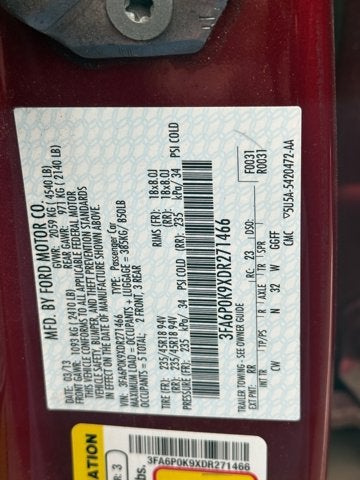 MFD. BY FORD MOTOR CO.
GVWR: 2059 KG (4540 LB)
05/13
FRONT GAWR: 1093 KG (2410 LB)
REAR GAWR: 971 KG (2140 LB)
THIS VEHICLE CONFORMS TO ALL APPLICABLE FEDERAL MOTOR
VEHICLE SAFETY, BUMPER, AND THEFT PREVENTION STANDARDS
IN EFFECT ON THE DATE OF MANUFACTURE SHOWN ABOVE.
VIN: 3FA6P0K9XDR271466
TYPE: Passenger Car
MAXIMUM LOAD = OCCUPANTS + LUGGAGE = 385KG/ 850LB
OCCUPANTS: 5 TOTAL: 2 FRONT, 3 REAR
TIRE (FR): 235/45R18 94V RIMS (FR): 18x8.0J
TIRE (RR): 235/45R18 94V (RR): 18x8.0J
PRESSURE (FR): 235 kPa/ 34 PSI COLD (RR): 235 kPa/ 34 PSI COLD
3FA6P0K9XDR271466
F0031
R0031
TRAILER TOWING - SEE OWNER GUIDE
EXT PNT: RR RC: 23 DSO:
INT TR TP/PS R AXLE TR SPR
CW N 32 W GGFF
CMC
5U5A-5420472-AA
3FA6P0K9XDR271466
R: 3